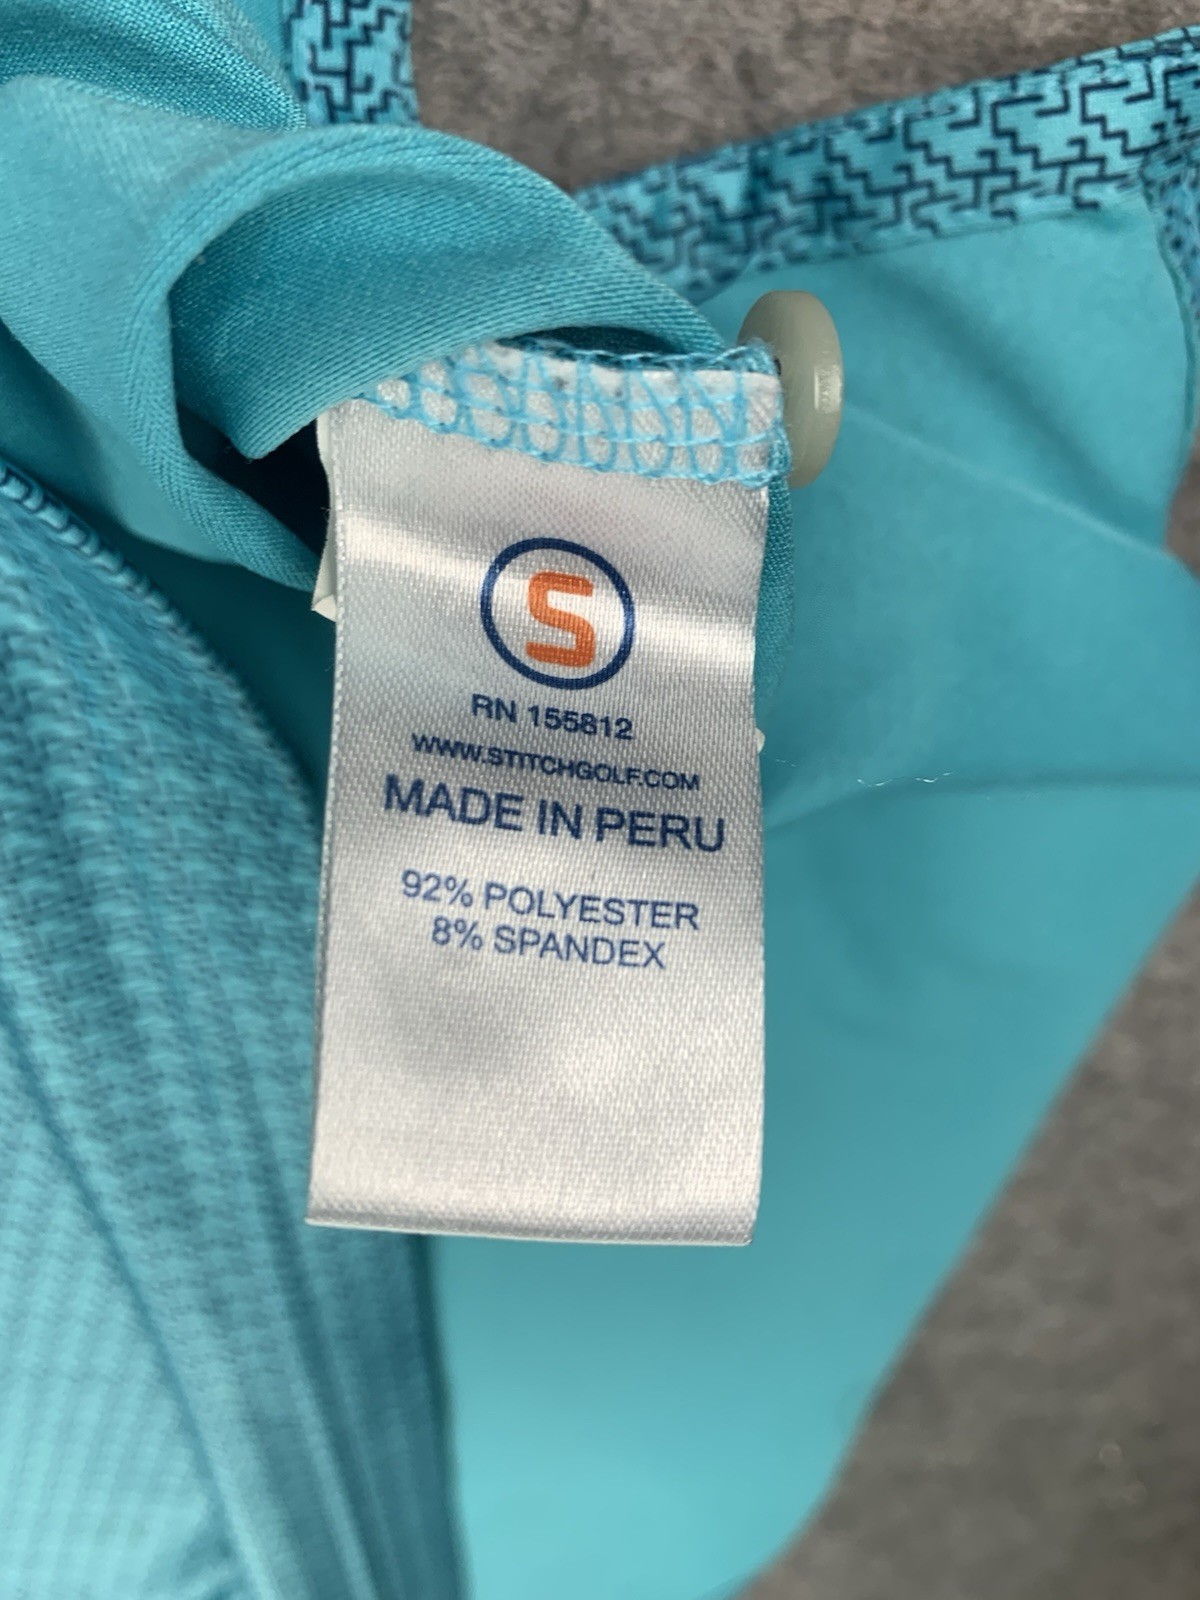 S
RN 155812
WWW.STITCHGOLF.COM
MADE IN PERU
92% POLYESTER
8% SPANDEX